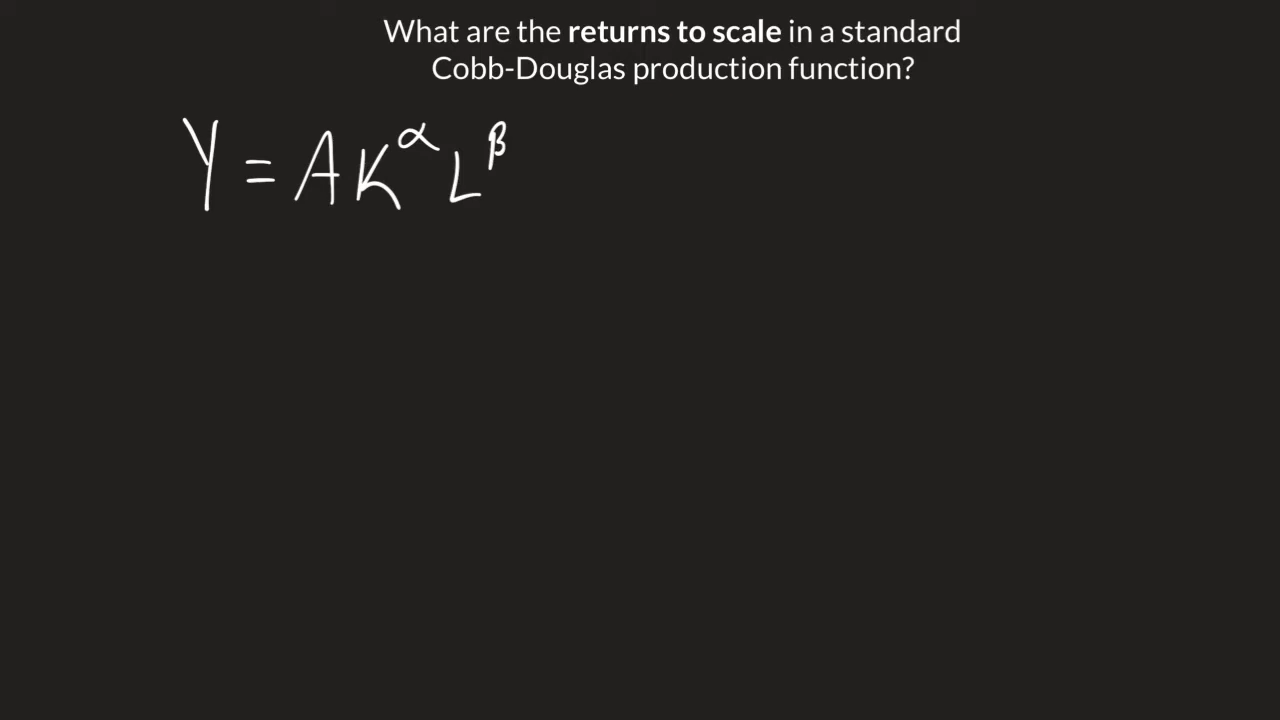 What are the returns to scale in a standard
Cobb-Douglas production function?
Y = AK^α L^β